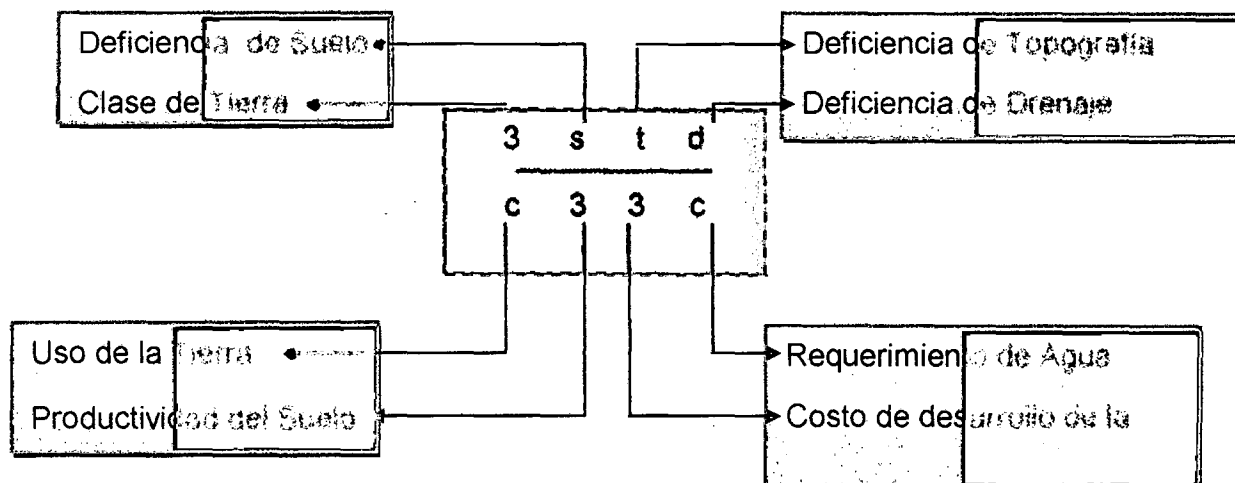 Deficiencia de Suelo
Clase de Tierra
Deficiencia de Topografía
Deficiencia de Drenaje
3 s t d
c 3 3 c
Uso de la Tierra
Productividad del Suelo
Requerimiento de Agua
Costo de desarrollo de la